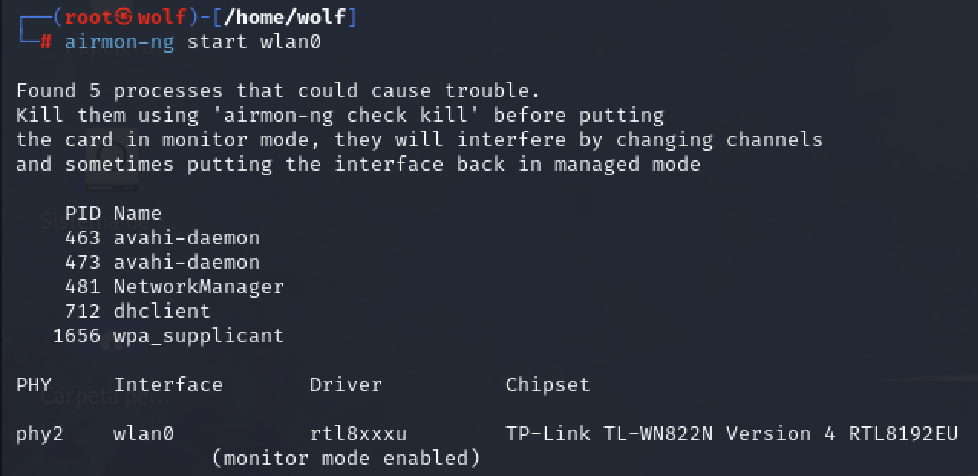 ┌──(root㉿wolf)-[/home/wolf]
└─# airmon-ng start wlan0
Found 5 processes that could cause trouble.
Kill them using 'airmon-ng check kill' before putting
the card in monitor mode, they will interfere by changing channels
and sometimes putting the interface back in managed mode
PID Name
463 avahi-daemon
473 avahi-daemon
481 NetworkManager
712 dhclient
1656 wpa_supplicant
PHY Interface Driver Chipset
Carpeta pe...
phy2 wlan0 rtl8xxxu TP-Link TL-WN822N Version 4 RTL8192EU
(monitor mode enabled)